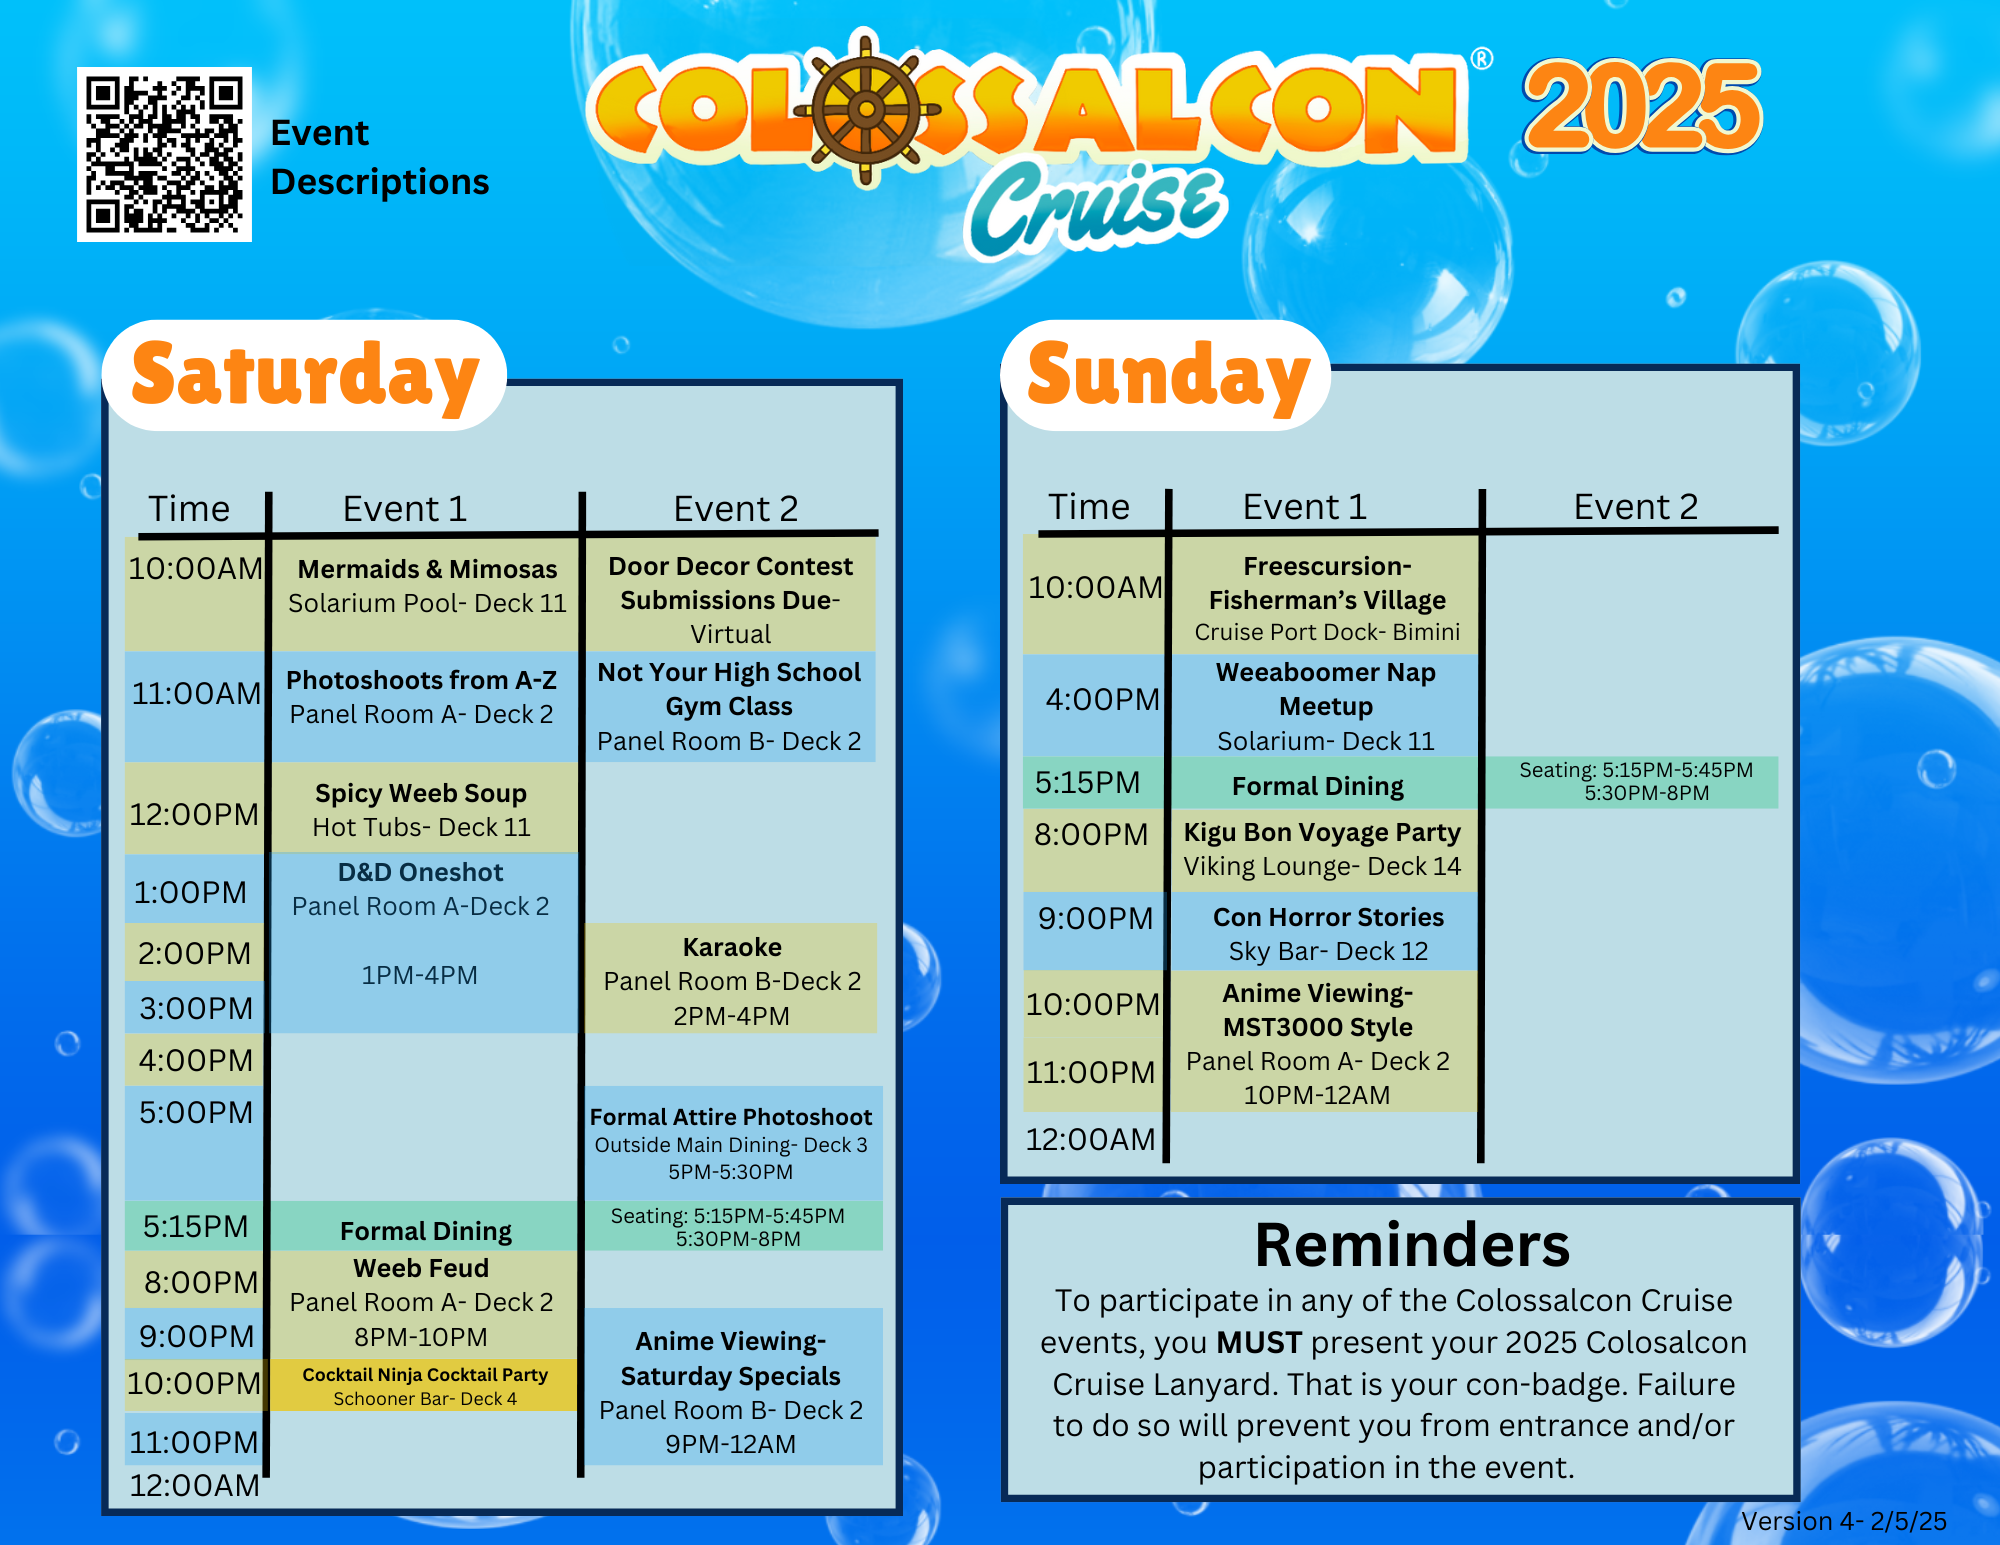 Event
Descriptions
COLOSSALCON® 2025
Cruise
Saturday
Time Event 1 Event 2
10:00AM
Mermaids & Mimosas
Solarium Pool- Deck 11
Door Decor Contest
Submissions Due-
Virtual
11:00AM
Photoshoots from A-Z
Panel Room A- Deck 2
Not Your High School
Gym Class
Panel Room B- Deck 2
12:00PM
Spicy Weeb Soup
Hot Tubs- Deck 11
1:00PM
D&D Oneshot
Panel Room A-Deck 2
1PM-4PM
2:00PM
Karaoke
Panel Room B-Deck 2
2PM-4PM
3:00PM
4:00PM
5:00PM
Formal Attire Photoshoot
Outside Main Dining- Deck 3
5PM-5:30PM
5:15PM
Formal Dining
Seating: 5:15PM-5:45PM
5:30PM-8PM
8:00PM
Weeb Feud
Panel Room A- Deck 2
8PM-10PM
9:00PM
Anime Viewing-
Saturday Specials
Panel Room B- Deck 2
9PM-12AM
10:00PM
Cocktail Ninja Cocktail Party
Schooner Bar- Deck 4
11:00PM
12:00AM
Sunday
Time Event 1 Event 2
10:00AM
Freescursion-
Fisherman’s Village
Cruise Port Dock- Bimini
4:00PM
Weeaboomer Nap
Meetup
Solarium- Deck 11
5:15PM
Formal Dining
Seating: 5:15PM-5:45PM
5:30PM-8PM
8:00PM
Kigu Bon Voyage Party
Viking Lounge- Deck 14
9:00PM
Con Horror Stories
Sky Bar- Deck 12
10:00PM
Anime Viewing-
MST3000 Style
Panel Room A- Deck 2
10PM-12AM
11:00PM
12:00AM
Reminders
To participate in any of the Colossalcon Cruise
events, you MUST present your 2025 Colosalcon
Cruise Lanyard. That is your con-badge. Failure
to do so will prevent you from entrance and/or
participation in the event.
Version 4- 2/5/25